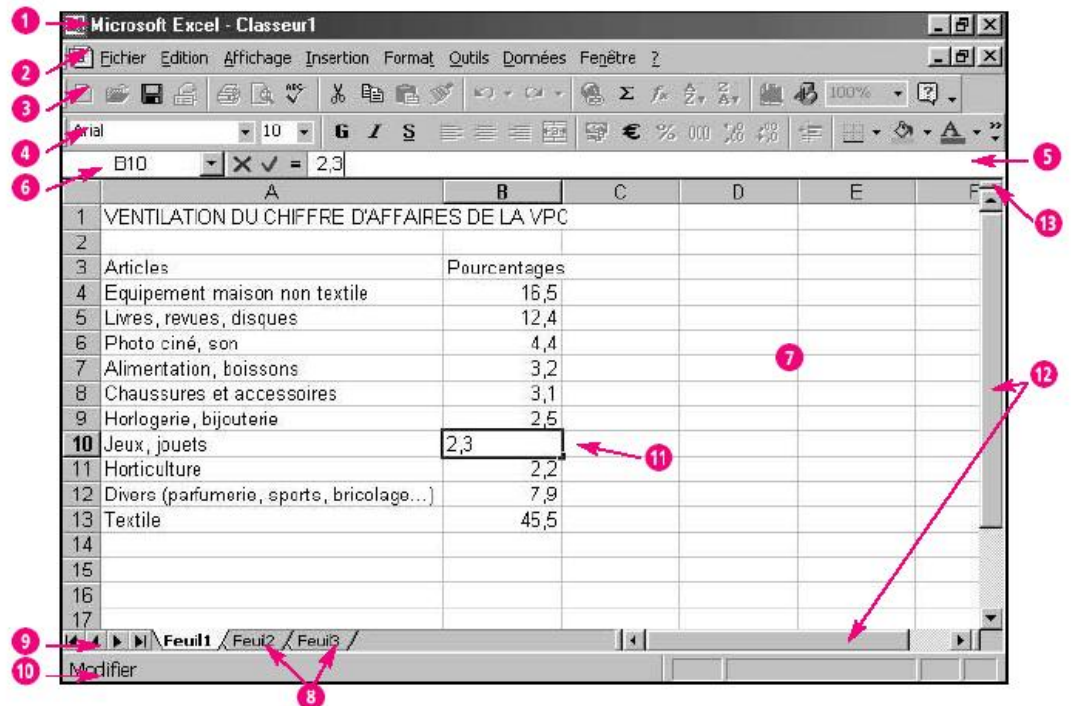 1 Microsoft Excel - Classeur1
2 Fichier Edition Affichage Insertion Format Outils Données Fenêtre ?
3 ABC Σ fx A Z Z A 100% ?
4 Arial 10 G I S € % 000
5
6 B10 = 2,3
A B C D E F
13
1 VENTILATION DU CHIFFRE D'AFFAIRES DE LA VPC
2
3 Articles Pourcentages
4 Equipement maison non textile 16,5
5 Livres, revues, disques 12,4
6 Photo ciné, son 4,4
7
7 Alimentation, boissons 3,2
12
8 Chaussures et accessoires 3,1
9 Horlogerie, bijouterie 2,5
10 Jeux, jouets 2,3
11
11 Horticulture 2,2
12 Divers (parfumerie, sports, bricolage...) 7,9
13 Textile 45,5
14
15
16
17
9 Feuil1 Feuil2 Feuil3
10 Modifier
8